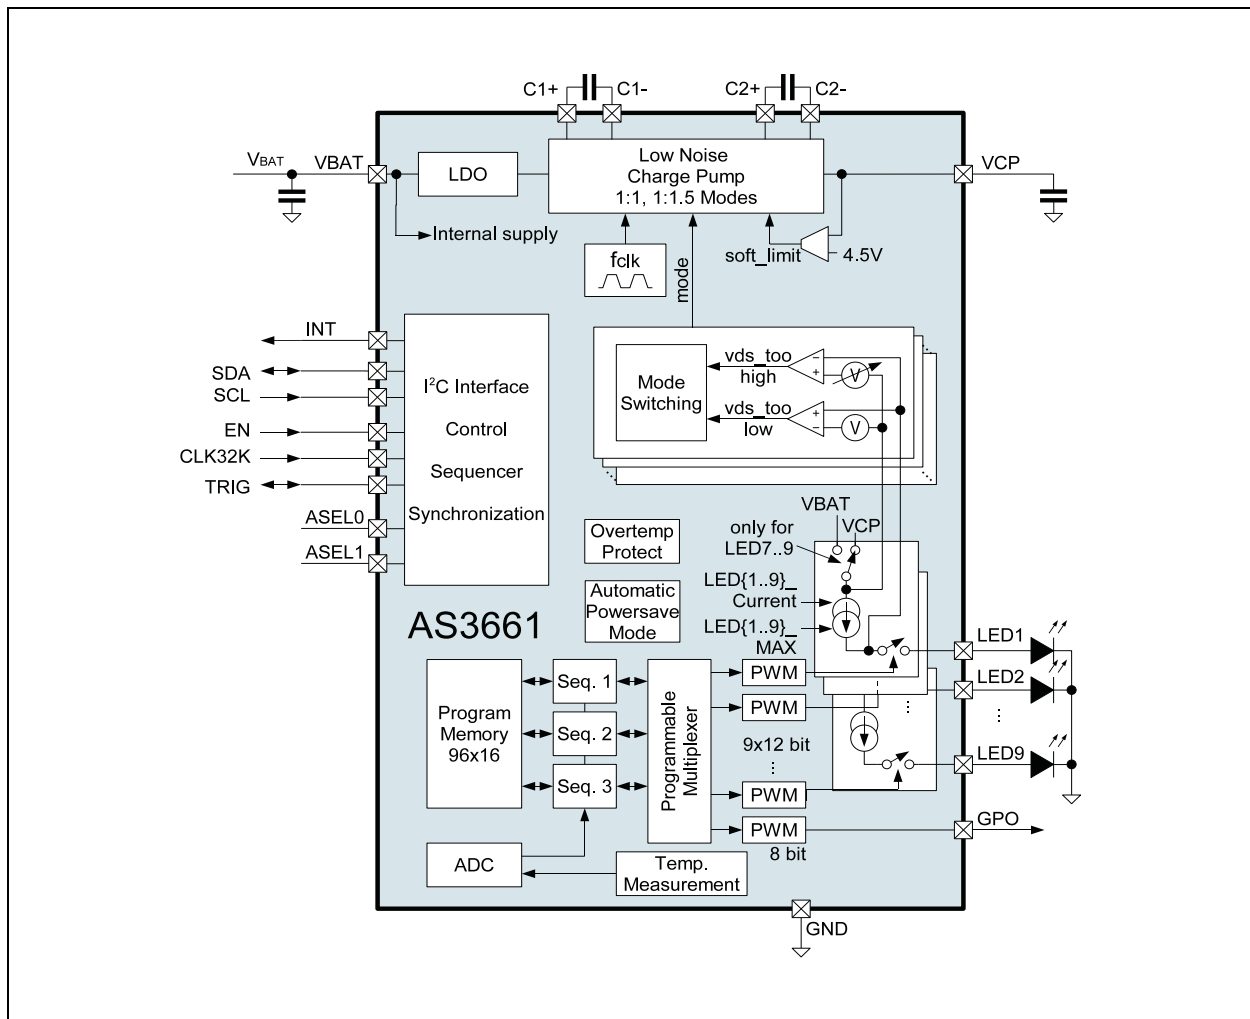 C1+ C1- C2+ C2-
VBAT VBAT
LDO
Low Noise
Charge Pump
1:1, 1:1.5 Modes
VCP
Internal supply
fclk
mode
soft_limit
4.5V
INT
SDA
SCL
EN
CLK32K
TRIG
ASEL0
ASEL1
I²C Interface
Control
Sequencer
Synchronization
Mode
Switching
vds_too
high
- + V
vds_too
low
+ - V
Overtemp
Protect
Automatic
Powersave
Mode
VBAT
VCP
only for
LED7..9
LED{1..9}_
Current
LED{1..9}_
MAX
AS3661
Program
Memory
96x16
Seq. 1
Seq. 2
Seq. 3
Programmable
Multiplexer
PWM
PWM
9x12 bit
...
PWM
PWM
8 bit
LED1
LED2
...
LED9
GPO
ADC
Temp.
Measurement
GND